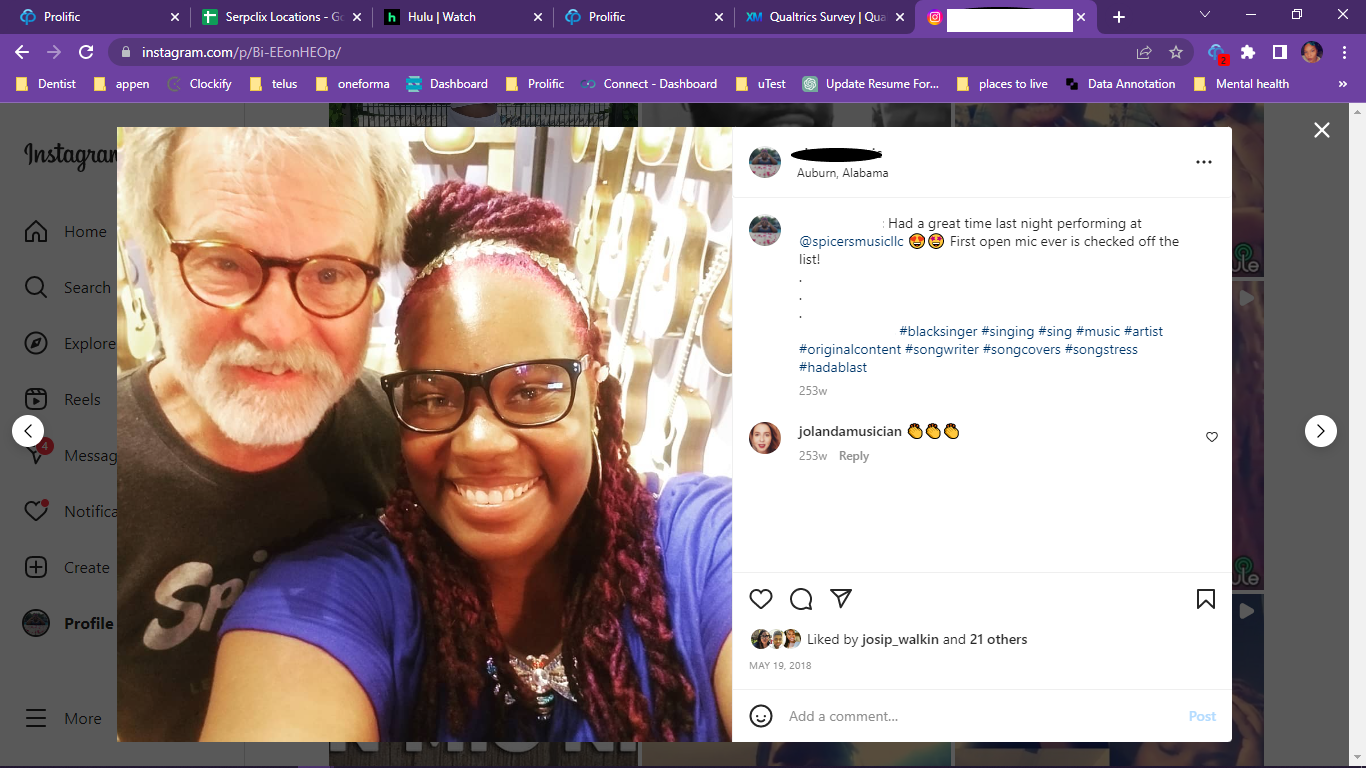 Prolific
Serpclix Locations - Go
Hulu | Watch
Prolific
Qualtrics Survey | Qua
instagram.com/p/Bi-EEonHEOp/
2
Dentist
appen
Clockify
telus
oneforma
Dashboard
Prolific
Connect - Dashboard
uTest
Update Resume For...
places to live
Data Annotation
Mental health
»
Instagram
Home
Search
Explore
Reels
4
Messag
Notifica
Create
Profile
More
Auburn, Alabama
: Had a great time last night performing at
@spicersmusicllc 🤩🤩 First open mic ever is checked off the
list!
.
.
.
#blacksinger #singing #sing #music #artist
#originalcontent #songwriter #songcovers #songstress
#hadablast
253w
jolandamusician 👏👏👏
253w Reply
Liked by josip_walkin and 21 others
MAY 19, 2018
Add a comment...
Post
Spi